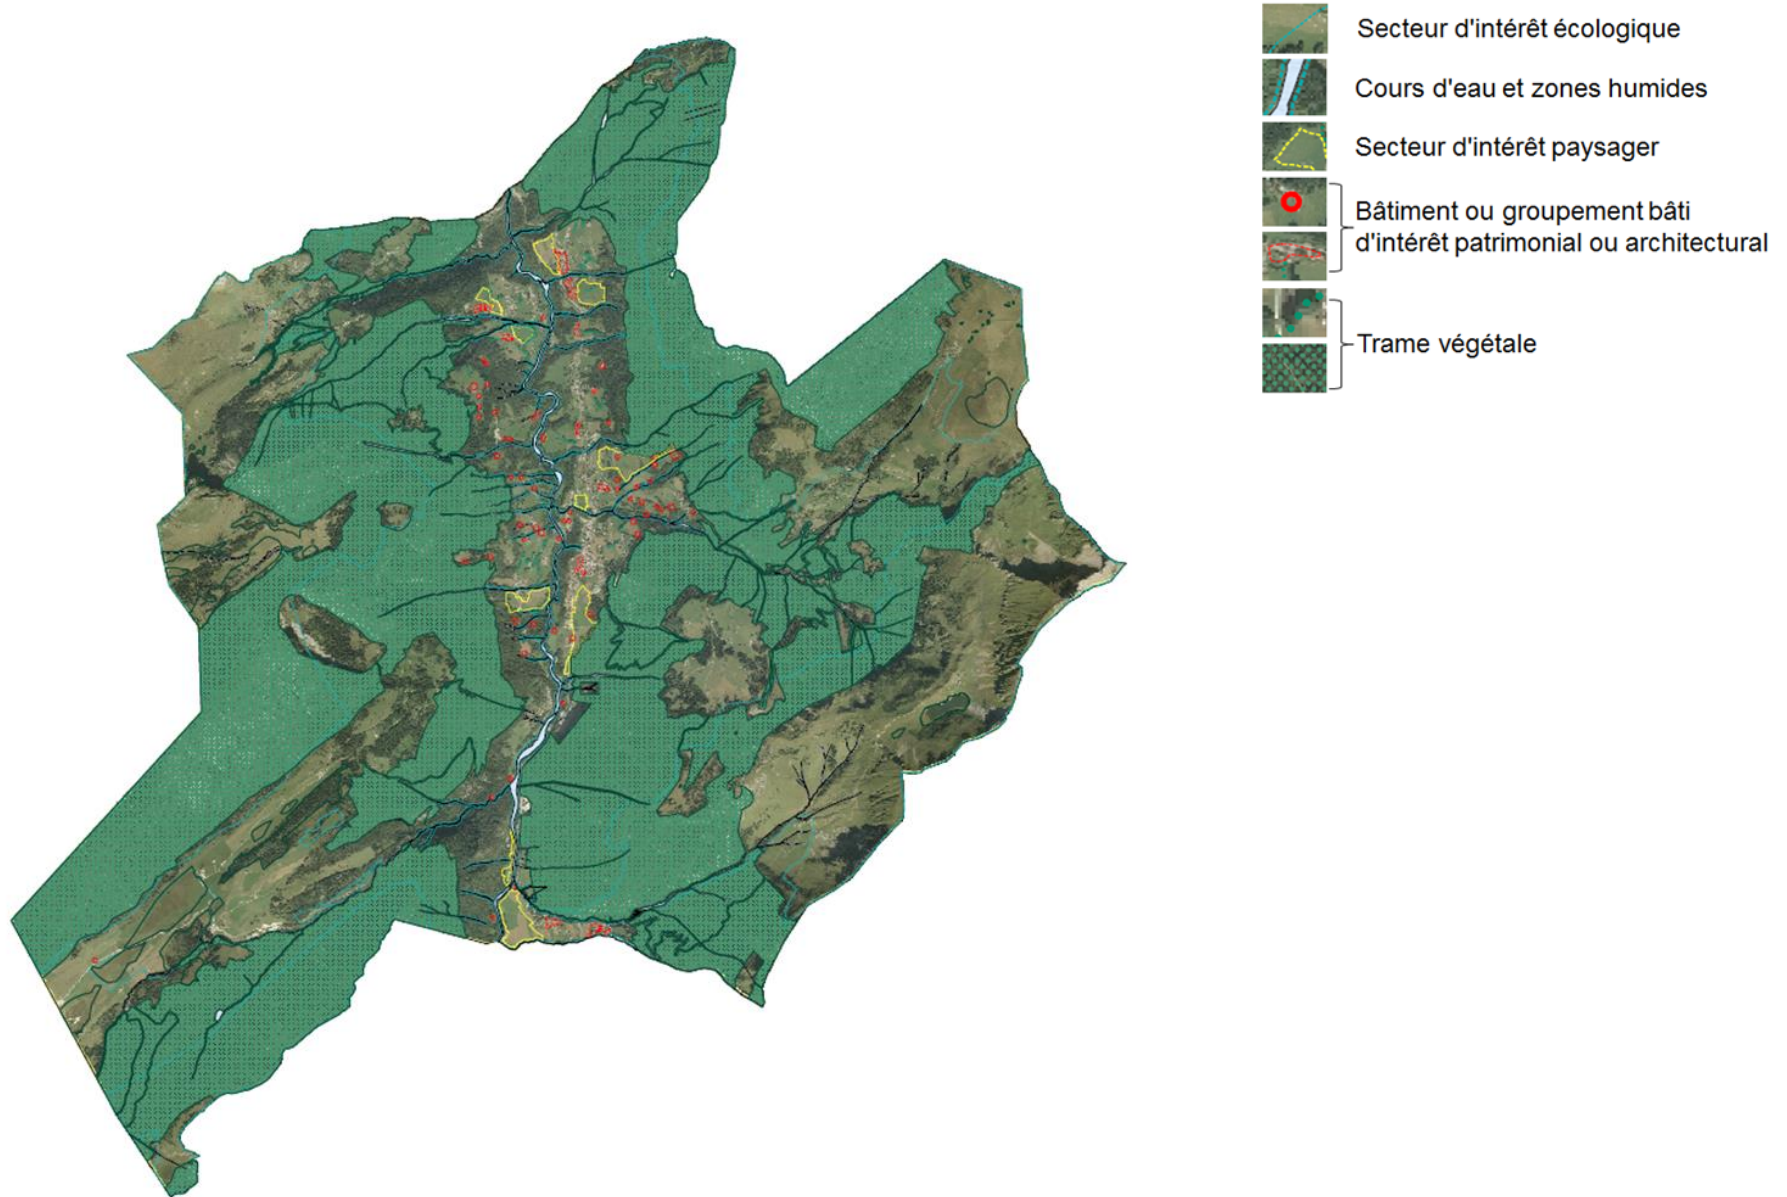 Secteur d'intérêt écologique
Cours d'eau et zones humides
Secteur d'intérêt paysager
Bâtiment ou groupement bâti
d'intérêt patrimonial ou architectural
Trame végétale